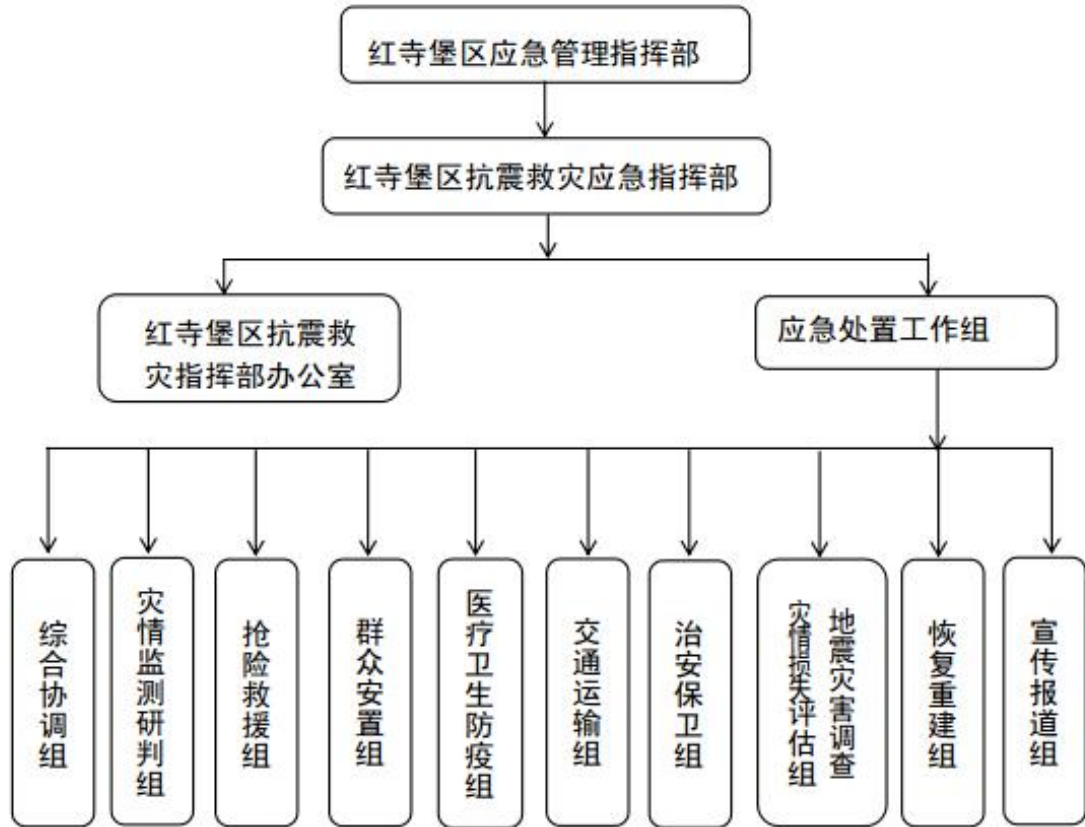 红寺堡区应急管理指挥部
红寺堡区抗震救灾应急指挥部
红寺堡区抗震救
灾指挥部办公室
应急处置工作组
综合协调组
灾情监测研判组
抢险救援组
群众安置组
医疗卫生防疫组
交通运输组
治安保卫组
地震灾害调查
灾情损失评估组
恢复重建组
宣传报道组